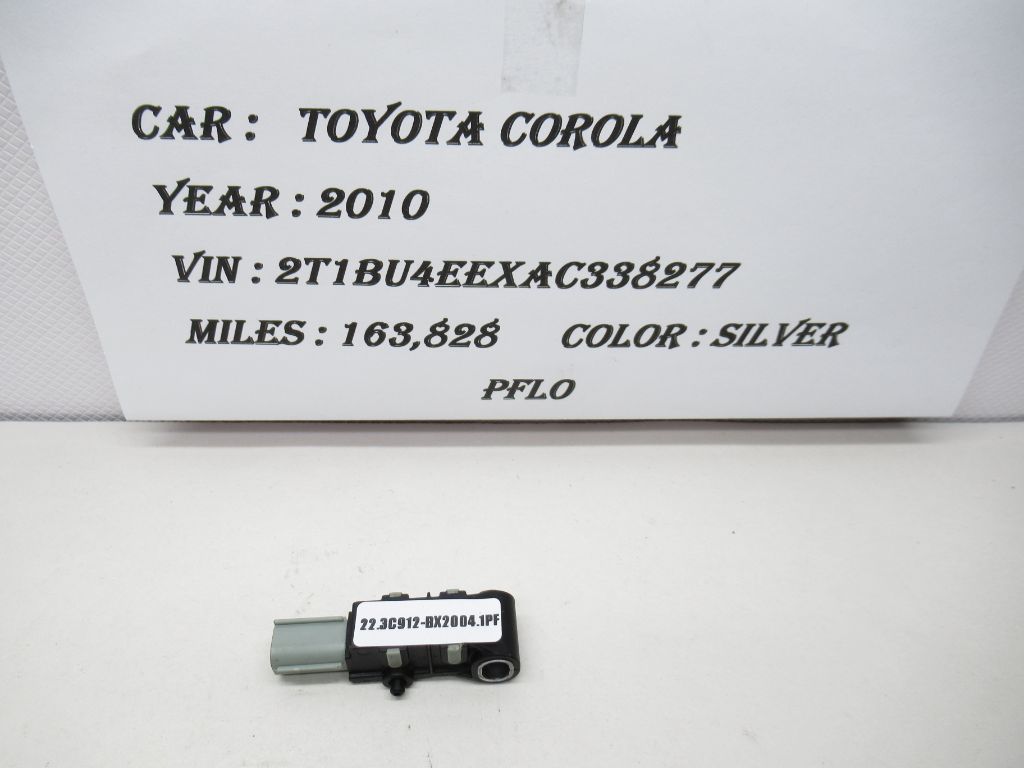 CAR : TOYOTA COROLA
YEAR : 2010
VIN : 2T1BU4EEXAC338277
MILES : 163,828 COLOR : SILVER
PFLO
22.3C912-BX2004.1PF